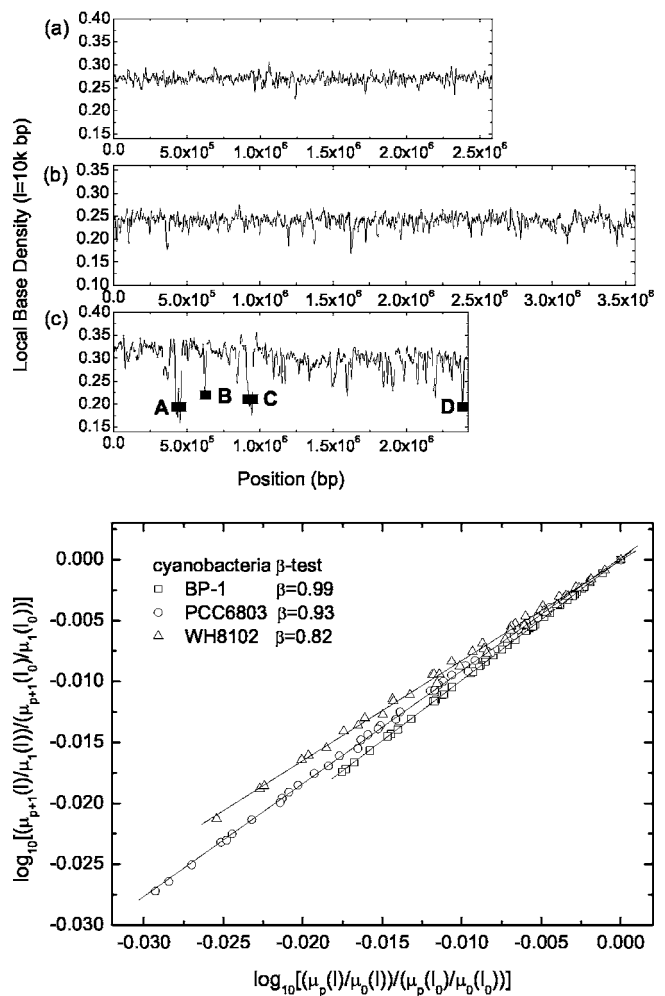 (a)
0.40
0.35
0.30
0.25
0.20
0.15
0.0 5.0x10⁵ 1.0x10⁶ 1.5x10⁶ 2.0x10⁶ 2.5x10⁶
Local Base Density (l=10k bp)
(b)
0.35
0.30
0.25
0.20
0.15
0.10
0.0 5.0x10⁵ 1.0x10⁶ 1.5x10⁶ 2.0x10⁶ 2.5x10⁶ 3.0x10⁶ 3.5x10⁶
(c)
0.40
0.35
0.30
0.25
0.20
0.15
A B C D
0.0 5.0x10⁵ 1.0x10⁶ 1.5x10⁶ 2.0x10⁶
Position (bp)
cyanobacteria β-test
BP-1 β=0.99
PCC6803 β=0.93
WH8102 β=0.82
log₁₀[(μₚ₊₁(l)/μ₁(l))/(μₚ₊₁(l₀)/μ₁(l₀))]
0.000
-0.005
-0.010
-0.015
-0.020
-0.025
-0.030
-0.030 -0.025 -0.020 -0.015 -0.010 -0.005 0.000
log₁₀[(μₚ(l)/μ₀(l))/(μₚ(l₀)/μ₀(l₀))]